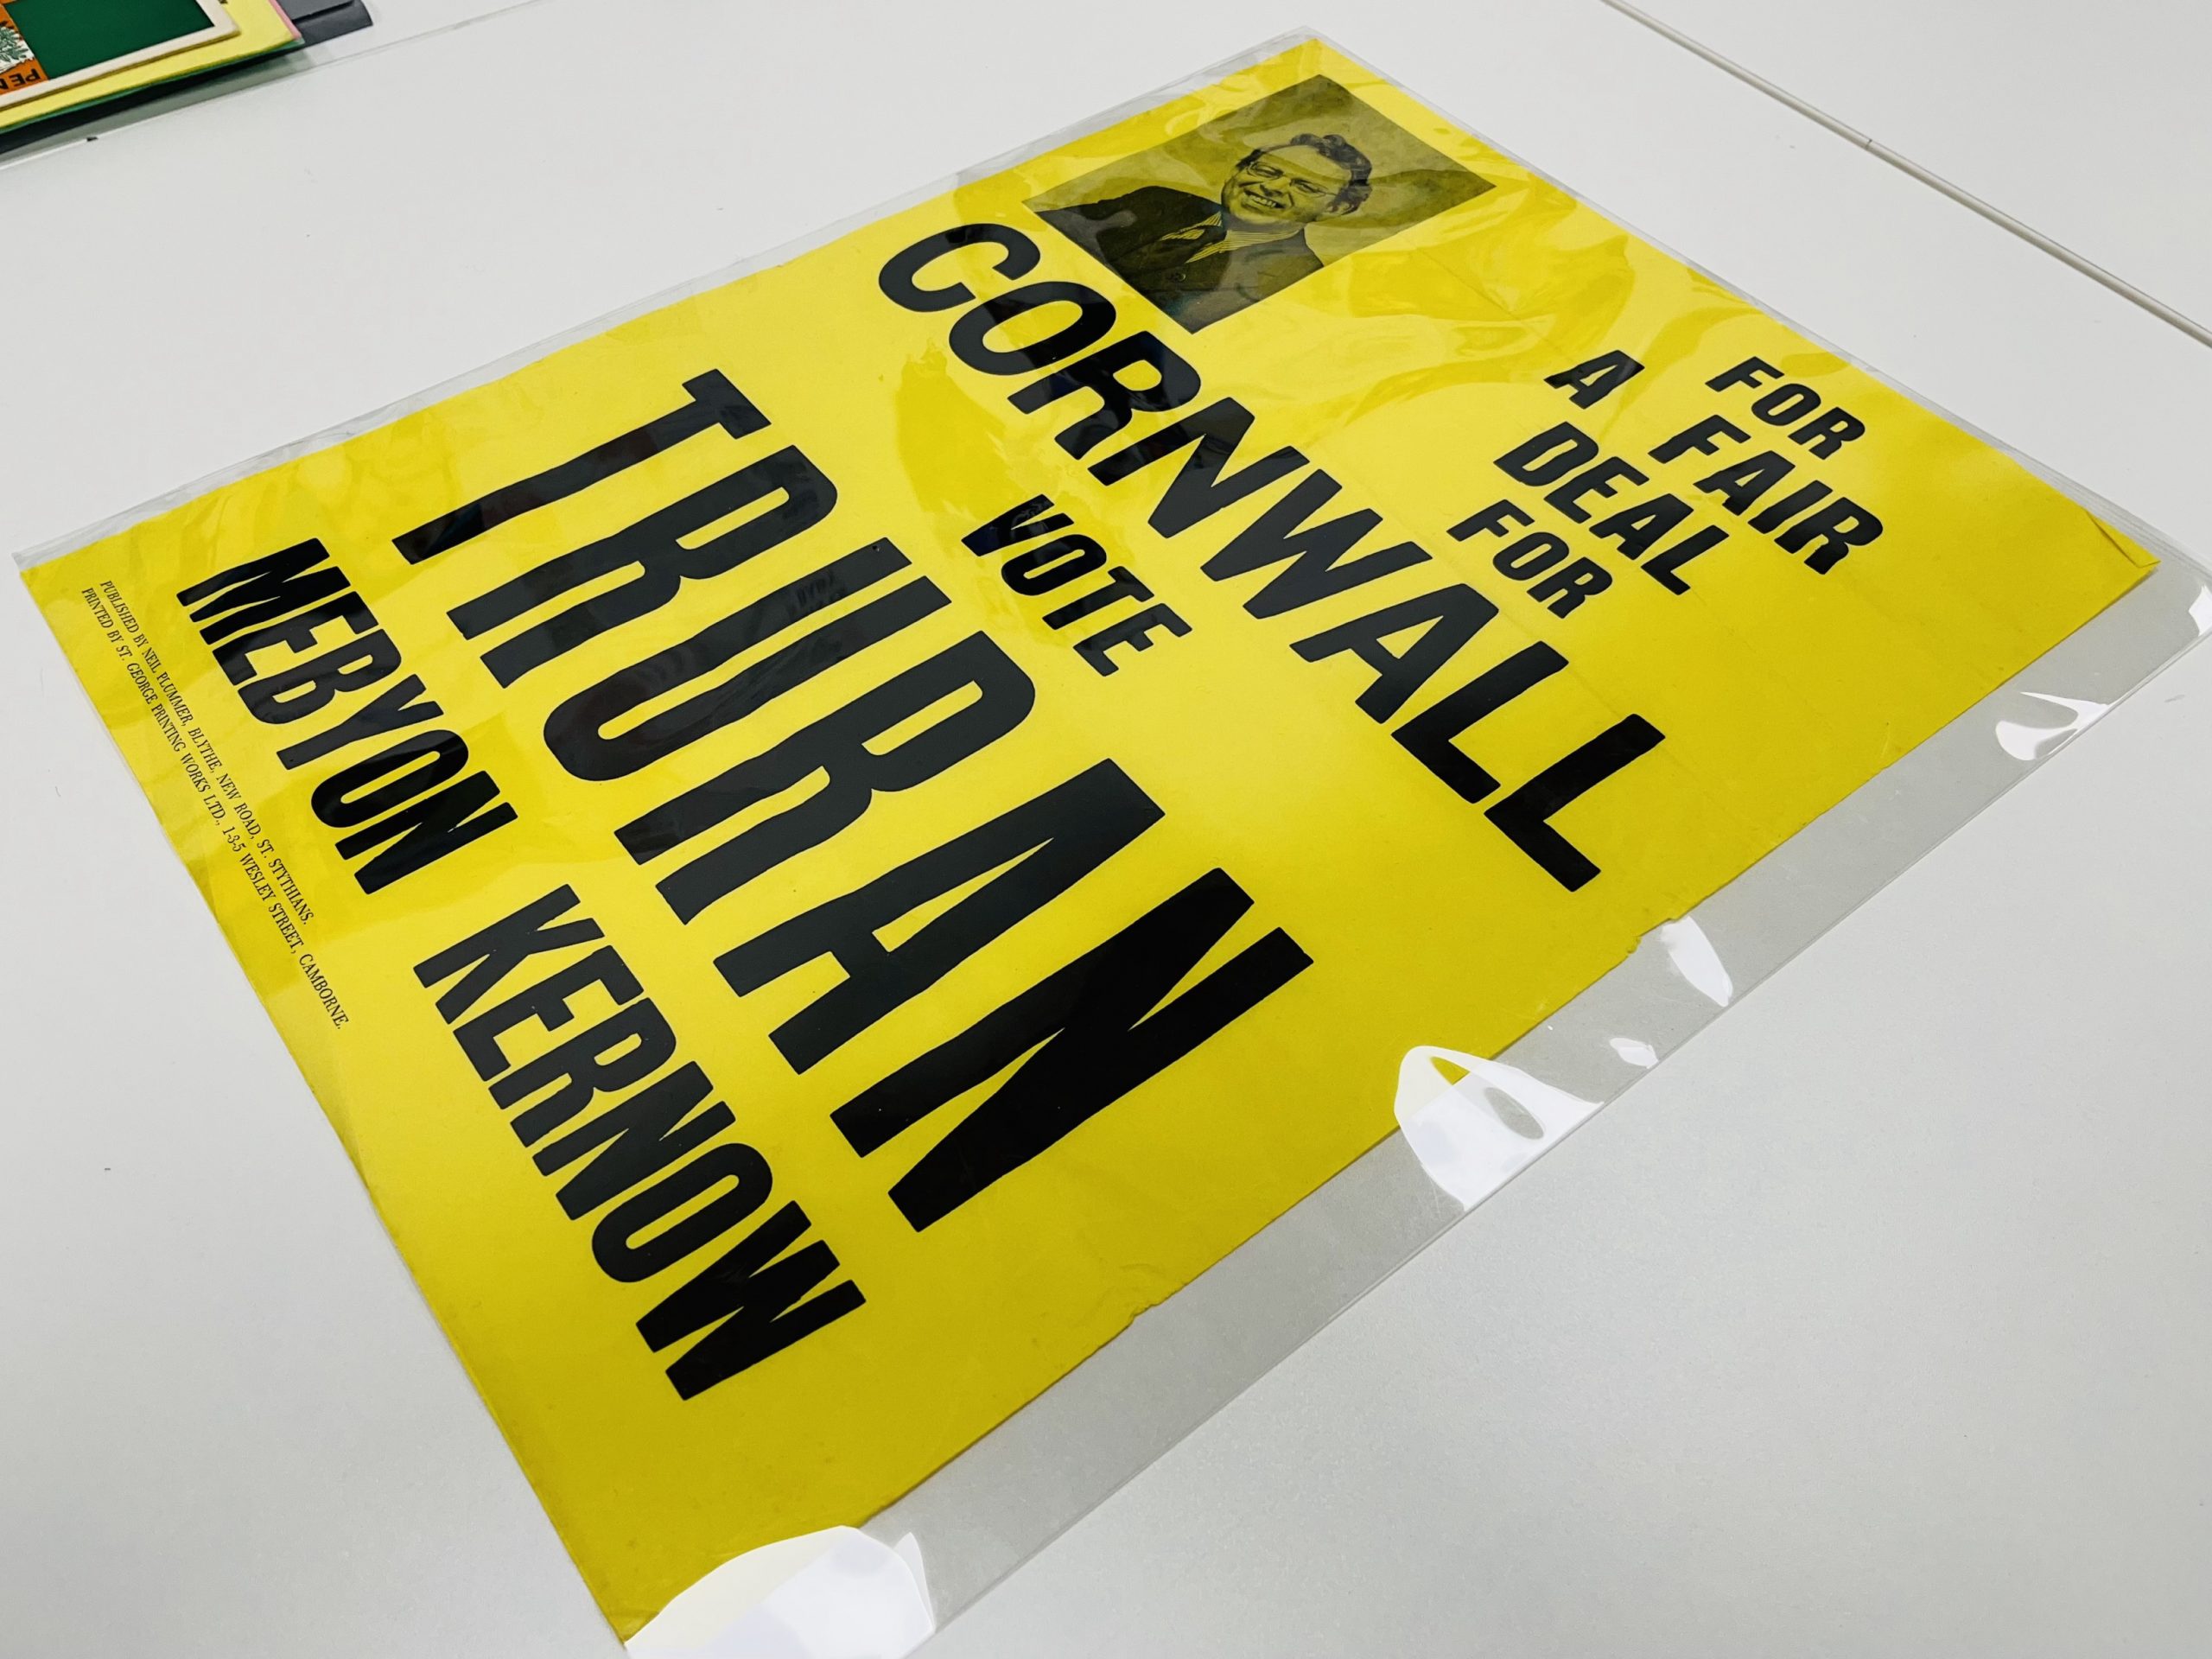 FOR
A FAIR
DEAL
FOR
CORNWALL
VOTE
TRURAN
MEBYON KERNOW
PUBLISHED BY NEIL PLUMMER, BLYTHE, NEW ROAD, ST. STYTHIANS.
PRINTED BY ST. GEORGE PRINTING WORKS LTD., 1-3-5 WESLEY STREET, CAMBORNE.